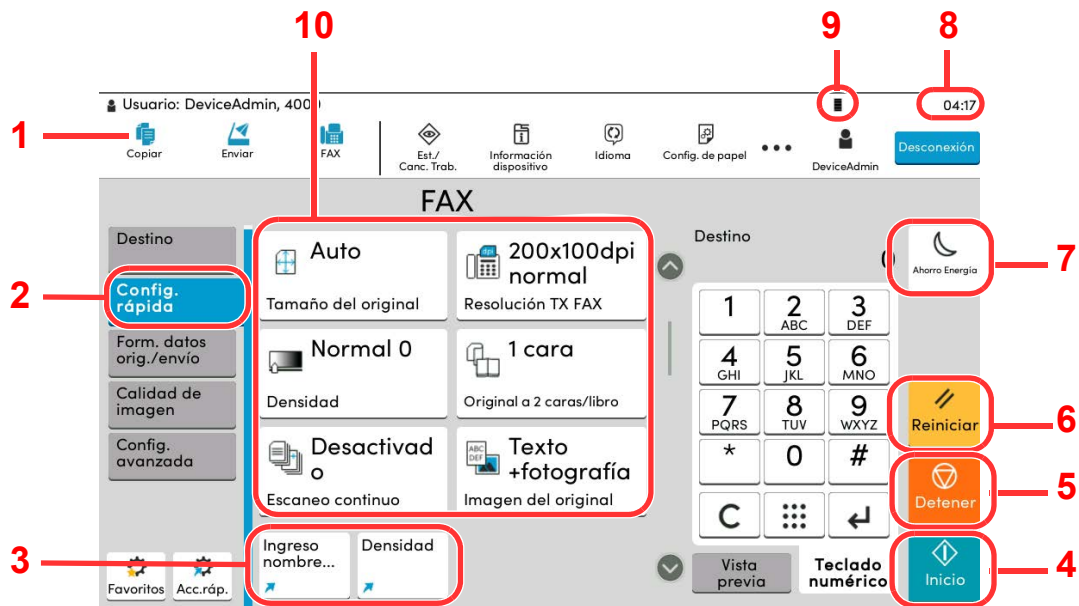 10
9
8
Usuario: DeviceAdmin, 400
04:17
1
Copiar
Enviar
FAX
Est./
Canc. Trab.
Información
dispositivo
Idioma
Config. de papel
DeviceAdmin
Desconexión
FAX
Destino
2
Config.
rápida
Form. datos
orig./envío
Calidad de
imagen
Config.
avanzada
Auto
Tamaño del original
200x100dpi
normal
Resolución TX FAX
Normal 0
Densidad
1 cara
Original a 2 caras/libro
Desactivad
o
Escaneo continuo
ABC
DEF
Texto
+fotografía
Imagen del original
Destino
1
2
ABC
3
DEF
4
GHI
5
JKL
6
MNO
7
PQRS
8
TUV
9
WXYZ
*
0
#
C
Ahorro Energía
7
Reiniciar
6
Detener
5
3
Favoritos
Acc.ráp.
Ingreso
nombre...
Densidad
Vista
previa
Teclado
numérico
Inicio
4